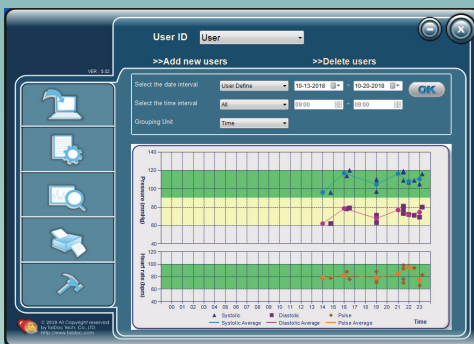 User ID
User
>>Add new users
>>Delete users
VER : 5.02
Select the date interval
User Define
10-13-2018
-
10-20-2018
OK
Select the time interval
All
09:00
-
09:00
Grouping Unit
Time
Pressure (mmHg)
140
120
100
80
60
40
Heart rate (bpm)
120
100
80
60
40
00 01 02 03 04 05 06 07 08 09 10 11 12 13 14 15 16 17 18 19 20 21 22 23
Systolic
Diastolic
Pulse
Systolic Average
Diastolic Average
Pulse Average
Time
All Copyright reserved
by TaiDoc Tech. Co., LTD.
http://www.taidoc.com